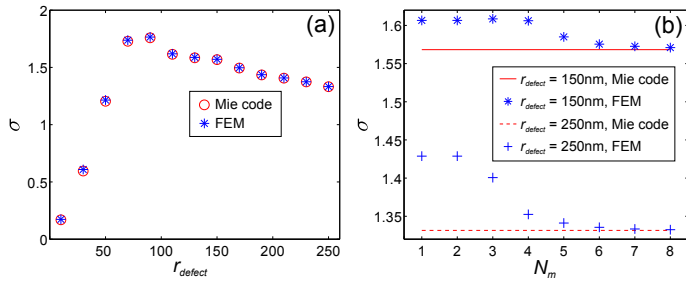 (a)
2
1.5
1
0.5
0
50
100
150
200
250
σ
r_defect
Mie code
FEM
(b)
1.6
1.55
1.5
1.45
1.4
1.35
1
2
3
4
5
6
7
8
σ
N_m
r_defect = 150nm, Mie code
r_defect = 150nm, FEM
r_defect = 250nm, Mie code
r_defect = 250nm, FEM